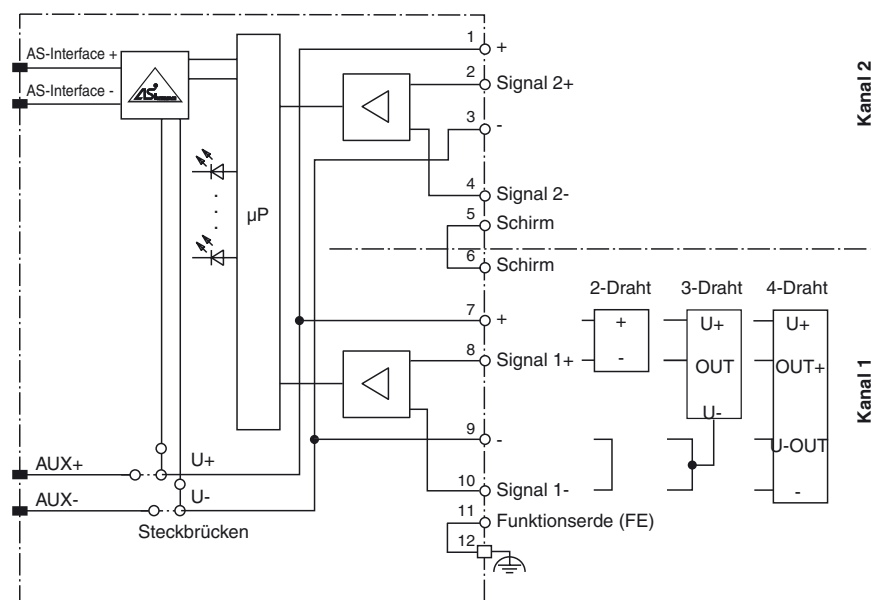 1
+
AS-Interface +
2
Signal 2+
AS-Interface -
AS
3
-
Kanal 2
4
Signal 2-
5
Schirm
µP
6
Schirm
2-Draht 3-Draht 4-Draht
7
+
+ U+ U+
8
Signal 1+
- OUT OUT+
Kanal 1
U-
9
-
U-OUT
AUX+ U+
10
Signal 1-
-
AUX- U-
11
Funktionserde (FE)
Steckbrücken
12